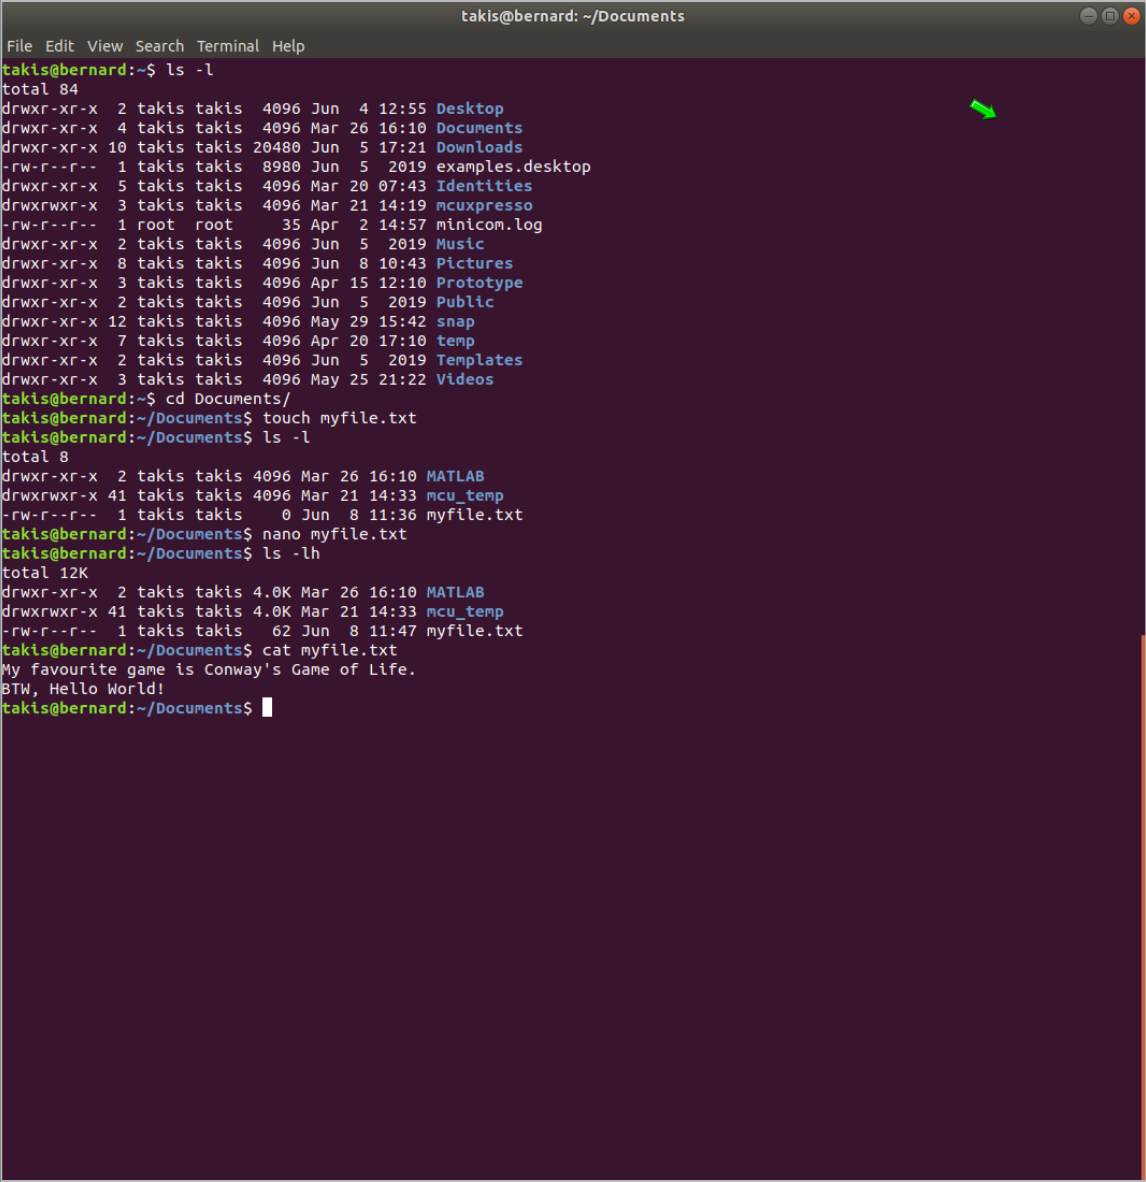 takis@bernard: ~/Documents
File Edit View Search Terminal Help
takis@bernard:~$ ls -l
total 84
drwxr-xr-x  2 takis takis  4096 Jun  4 12:55 Desktop
drwxr-xr-x  4 takis takis  4096 Mar 26 16:10 Documents
drwxr-xr-x 10 takis takis 20480 Jun  5 17:21 Downloads
-rw-r--r--  1 takis takis  8980 Jun  5  2019 examples.desktop
drwxr-xr-x  5 takis takis  4096 Mar 20 07:43 Identities
drwxrwxr-x  3 takis takis  4096 Mar 21 14:19 mcuxpresso
-rw-r--r--  1 root  root     35 Apr  2 14:57 minicom.log
drwxr-xr-x  2 takis takis  4096 Jun  5  2019 Music
drwxr-xr-x  8 takis takis  4096 Jun  8 10:43 Pictures
drwxr-xr-x  3 takis takis  4096 Apr 15 12:10 Prototype
drwxr-xr-x  2 takis takis  4096 Jun  5  2019 Public
drwxr-xr-x 12 takis takis  4096 May 29 15:42 snap
drwxr-xr-x  7 takis takis  4096 Apr 20 17:10 temp
drwxr-xr-x  2 takis takis  4096 Jun  5  2019 Templates
drwxr-xr-x  3 takis takis  4096 May 25 21:22 Videos
takis@bernard:~$ cd Documents/
takis@bernard:~/Documents$ touch myfile.txt
takis@bernard:~/Documents$ ls -l
total 8
drwxr-xr-x  2 takis takis 4096 Mar 26 16:10 MATLAB
drwxrwxr-x 41 takis takis 4096 Mar 21 14:33 mcu_temp
-rw-r--r--  1 takis takis    0 Jun  8 11:36 myfile.txt
takis@bernard:~/Documents$ nano myfile.txt
takis@bernard:~/Documents$ ls -lh
total 12K
drwxr-xr-x  2 takis takis 4.0K Mar 26 16:10 MATLAB
drwxrwxr-x 41 takis takis 4.0K Mar 21 14:33 mcu_temp
-rw-r--r--  1 takis takis   62 Jun  8 11:47 myfile.txt
takis@bernard:~/Documents$ cat myfile.txt
My favourite game is Conway's Game of Life.
BTW, Hello World!
takis@bernard:~/Documents$